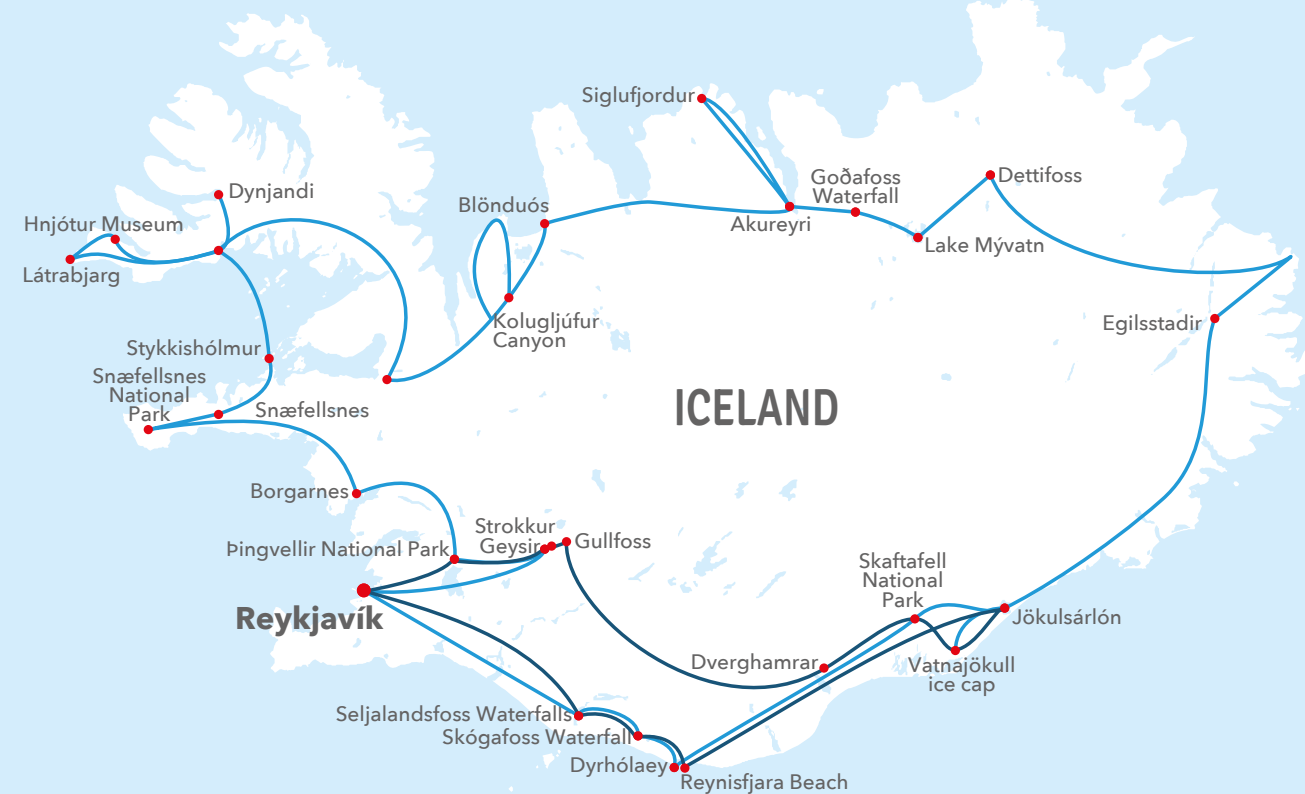 Siglufjordur
Dynjandi
Goðafoss
Waterfall
Dettifoss
Hnjótur Museum
Blönduós
Akureyri
Lake Mývatn
Látrabjarg
Kolugljúfur
Canyon
Egilsstadir
Stykkishólmur
Snæfellsnes
National
Park
Snæfellsnes
ICELAND
Borgarnes
Strokkur
Geysir
Gullfoss
Þingvellir National Park
Skaftafell
National
Park
Reykjavík
Jökulsárlón
Dverghamrar
Vatnajökull
ice cap
Seljalandsfoss Waterfalls
Skógafoss Waterfall
Dyrhólaey
Reynisfjara Beach